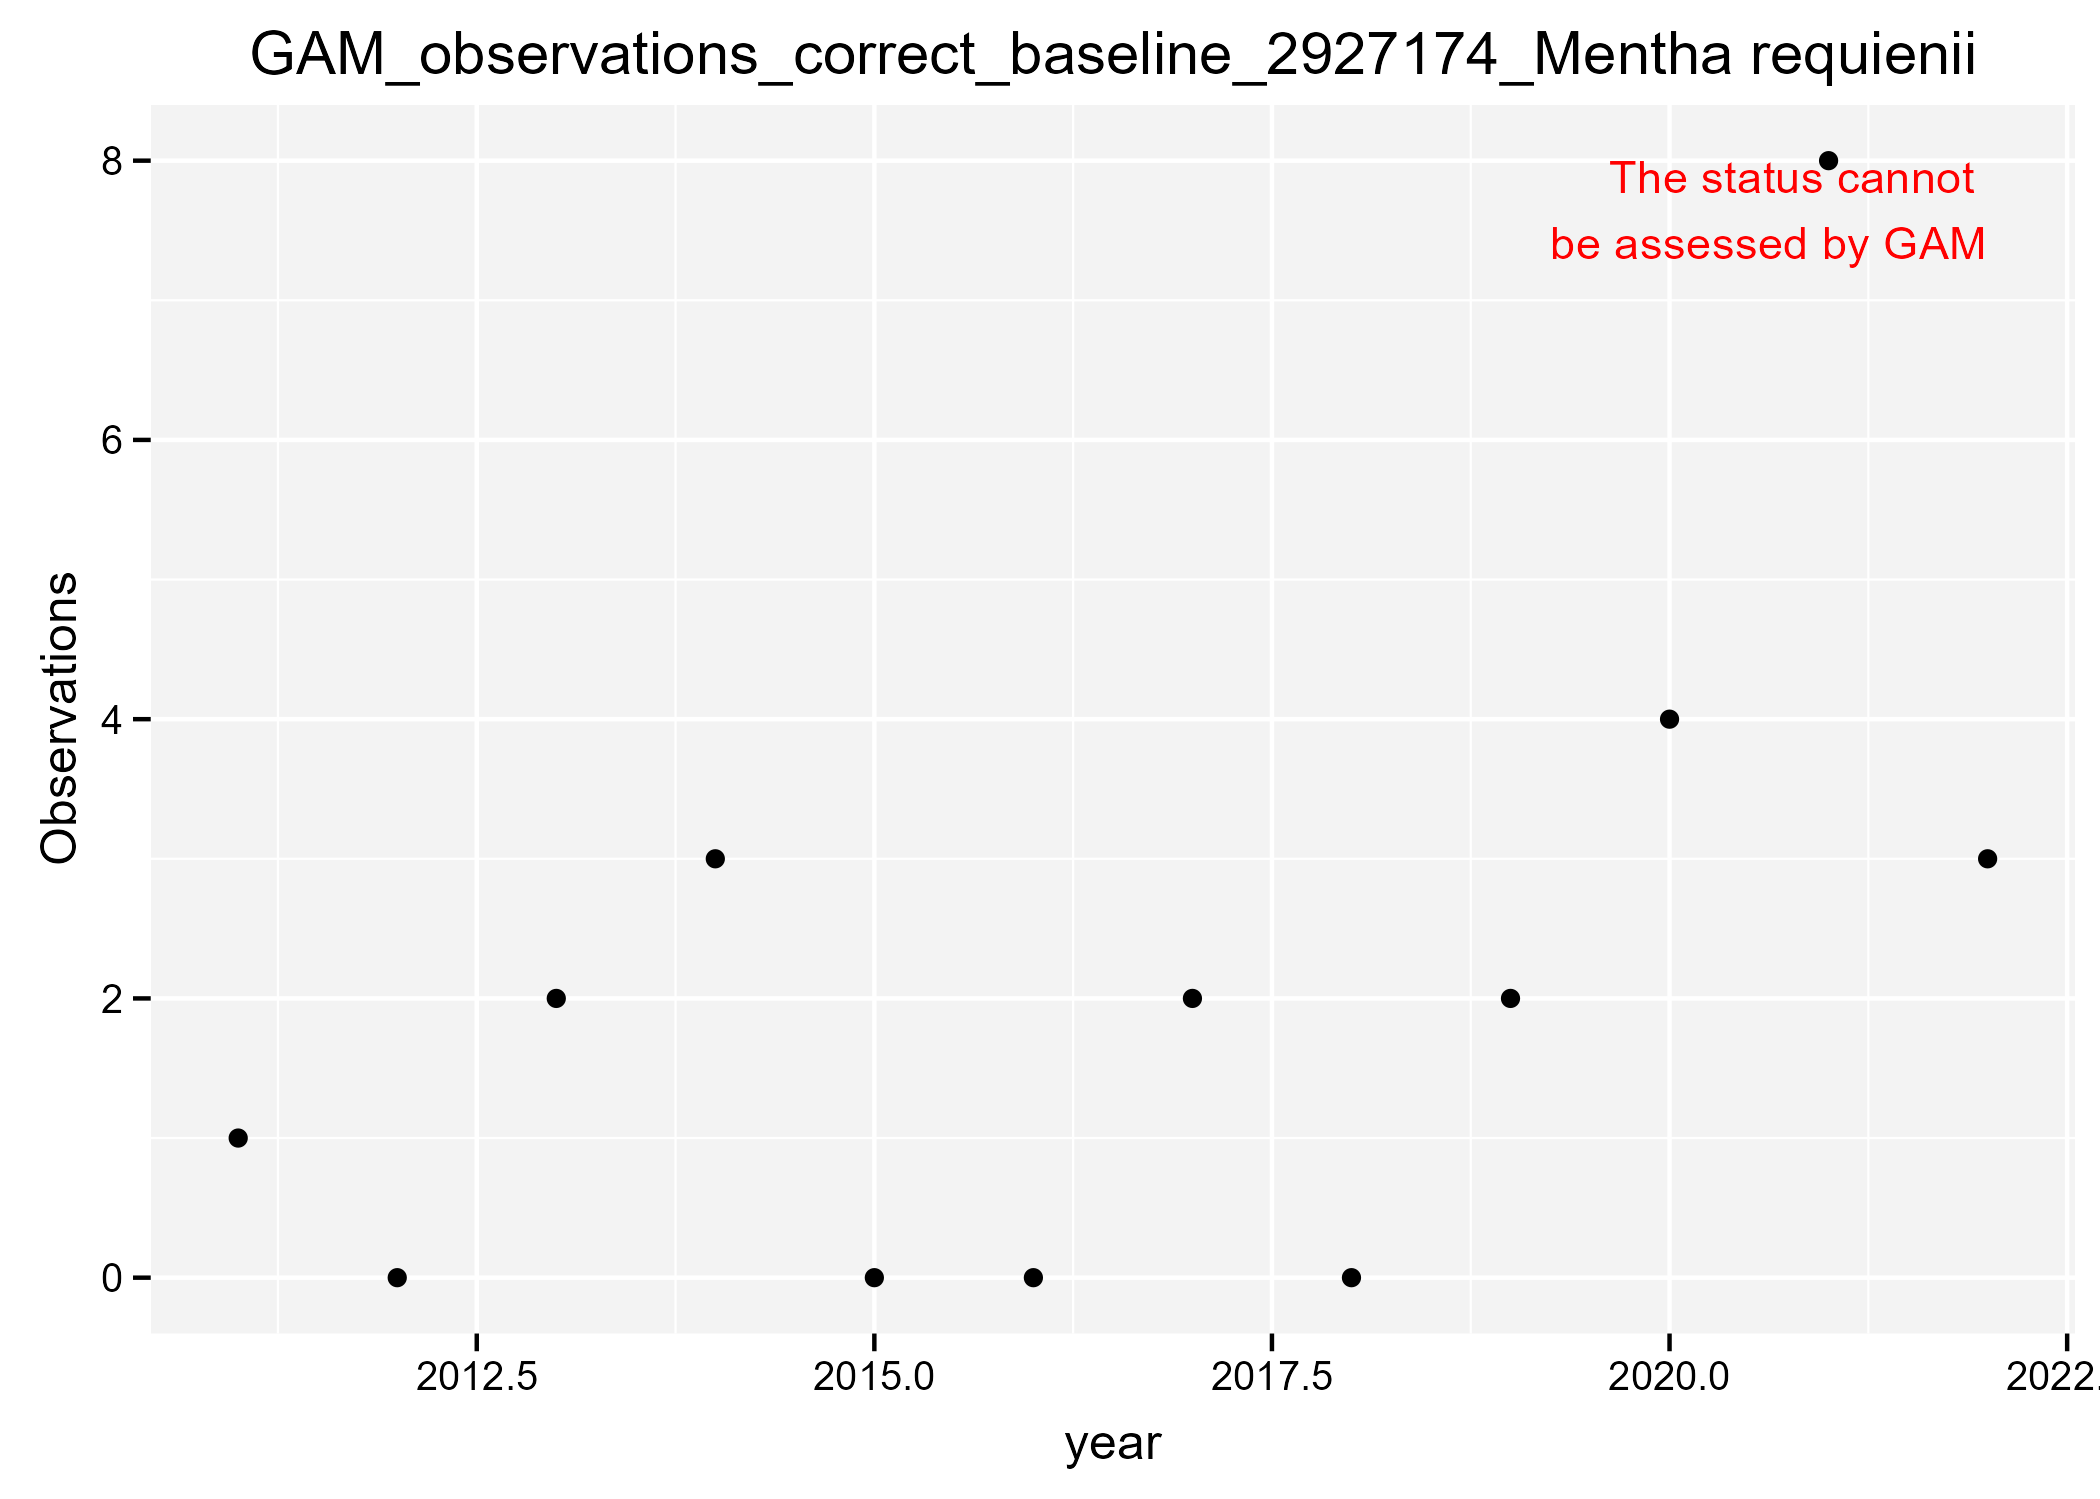 GAM_observations_correct_baseline_2927174_Mentha requienii
8
The status cannot
be assessed by GAM
6
Observations
4
2
0
2012.5
2015.0
2017.5
2020.0
2022.
year